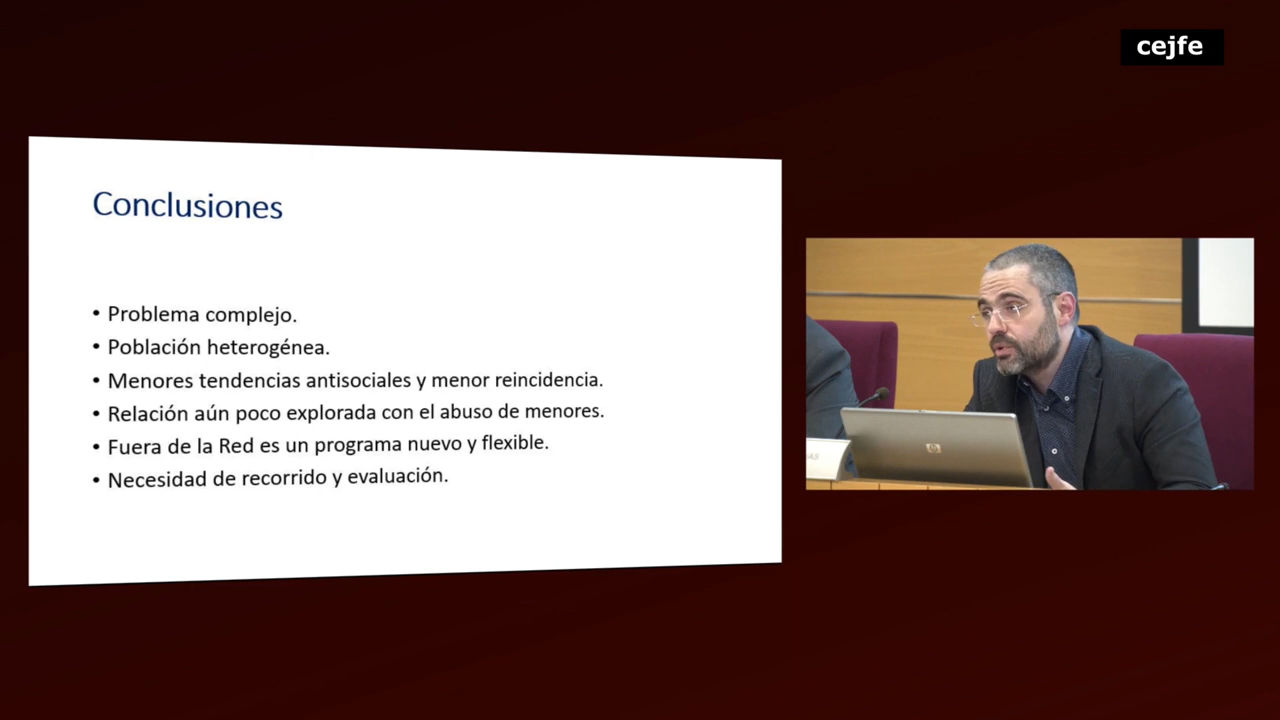 cejfe
Conclusiones
• Problema complejo.
• Población heterogénea.
• Menores tendencias antisociales y menor reincidencia.
• Relación aún poco explorada con el abuso de menores.
• Fuera de la Red es un programa nuevo y flexible.
• Necesidad de recorrido y evaluación.
hp